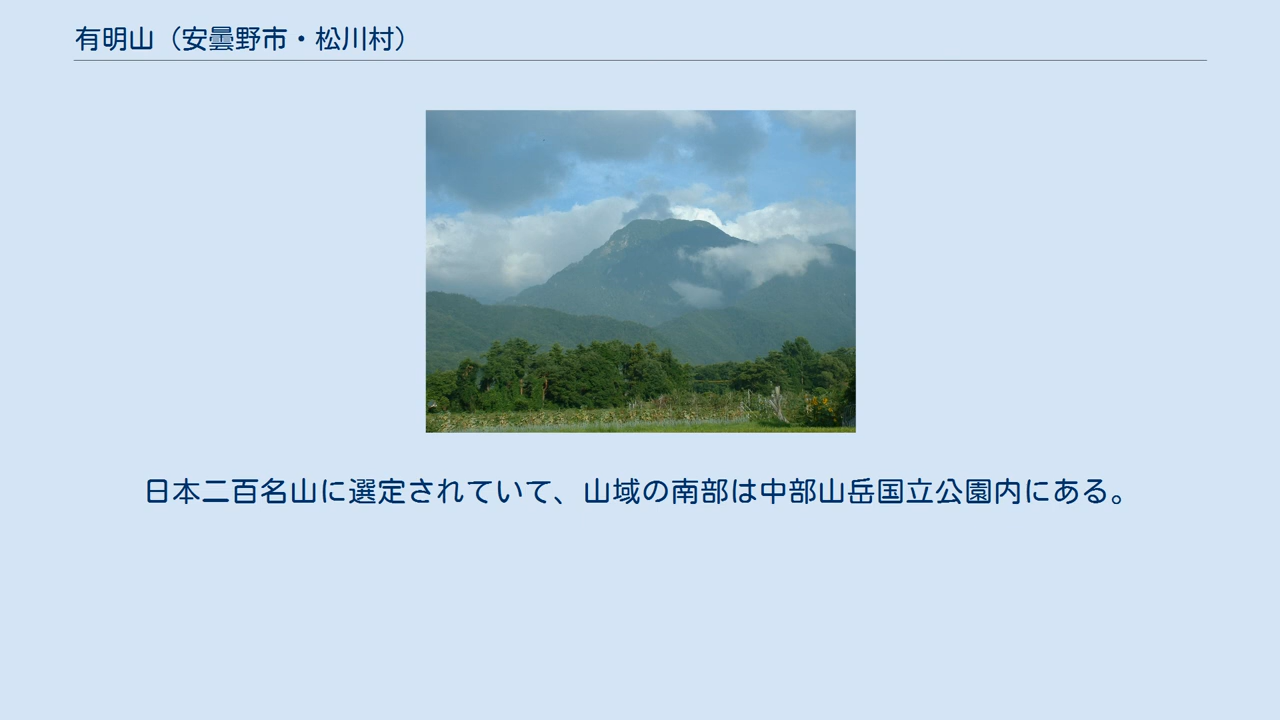 有明山（安曇野市・松川村）
日本二百名山に選定されていて、山域の南部は中部山岳国立公園内にある。